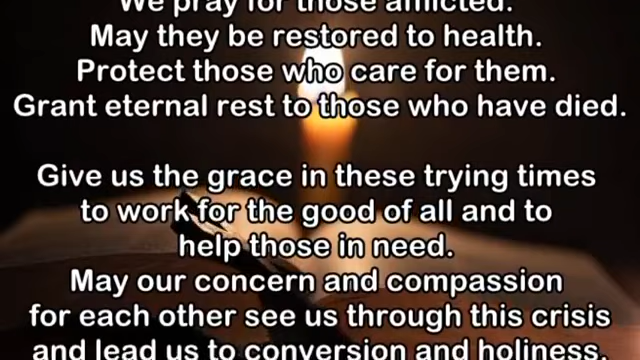 We pray for those afflicted.
May they be restored to health.
Protect those who care for them.
Grant eternal rest to those who have died.
Give us the grace in these trying times
to work for the good of all and to
help those in need.
May our concern and compassion
for each other see us through this crisis
and lead us to conversion and holiness.